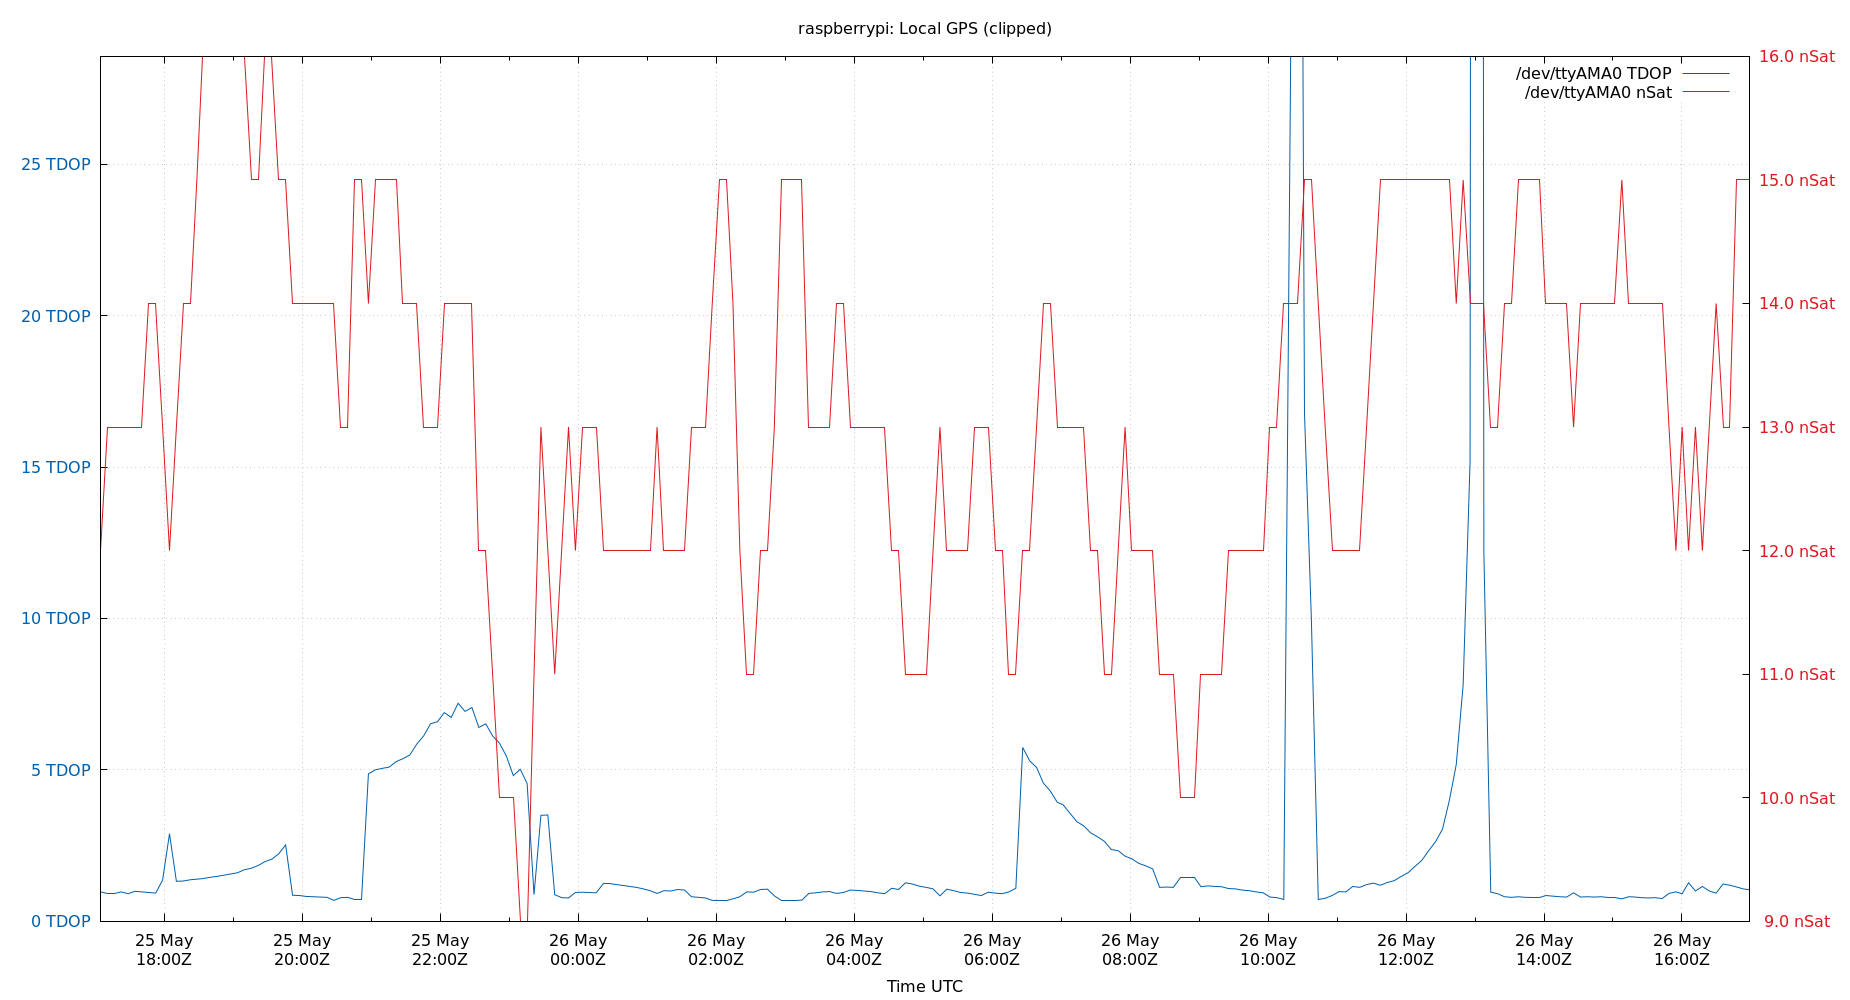 raspberrypi: Local GPS (clipped)
/dev/ttyAMA0 TDOP
/dev/ttyAMA0 nSat
25 TDOP
20 TDOP
15 TDOP
10 TDOP
5 TDOP
0 TDOP
16.0 nSat
15.0 nSat
14.0 nSat
13.0 nSat
12.0 nSat
11.0 nSat
10.0 nSat
9.0 nSat
25 May
18:00Z
25 May
20:00Z
25 May
22:00Z
26 May
00:00Z
26 May
02:00Z
26 May
04:00Z
26 May
06:00Z
26 May
08:00Z
26 May
10:00Z
26 May
12:00Z
26 May
14:00Z
26 May
16:00Z
Time UTC